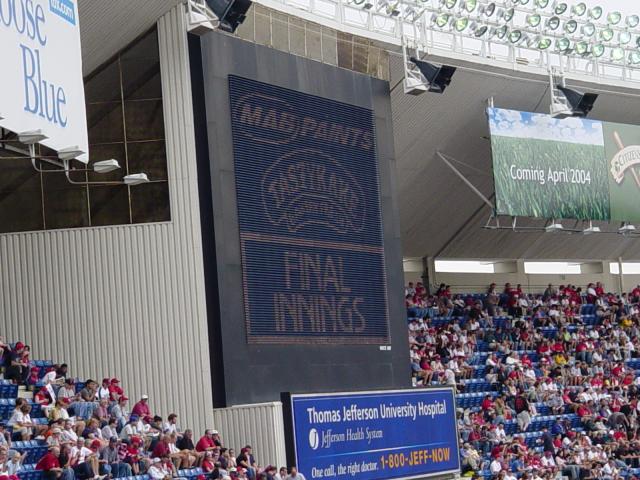 oose
Blue
MAB PAINTS
TASTYKAKE
FINAL
INNINGS
Coming April 2004
Thomas Jefferson University Hospital
Jefferson Health System
One call, the right doctor. 1-800-JEFF-NOW